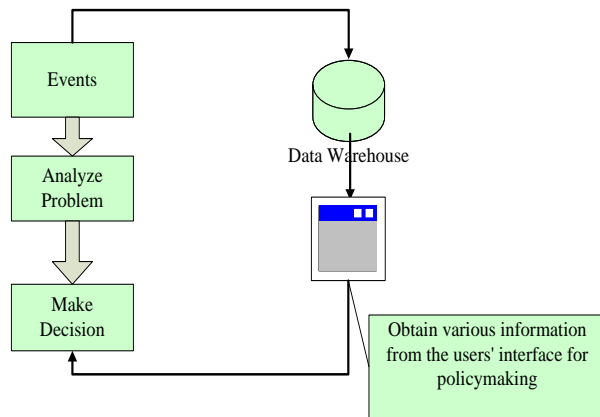 Events
Data Warehouse
Analyze
Problem
Make
Decision
Obtain various information
from the users' interface for
policymaking